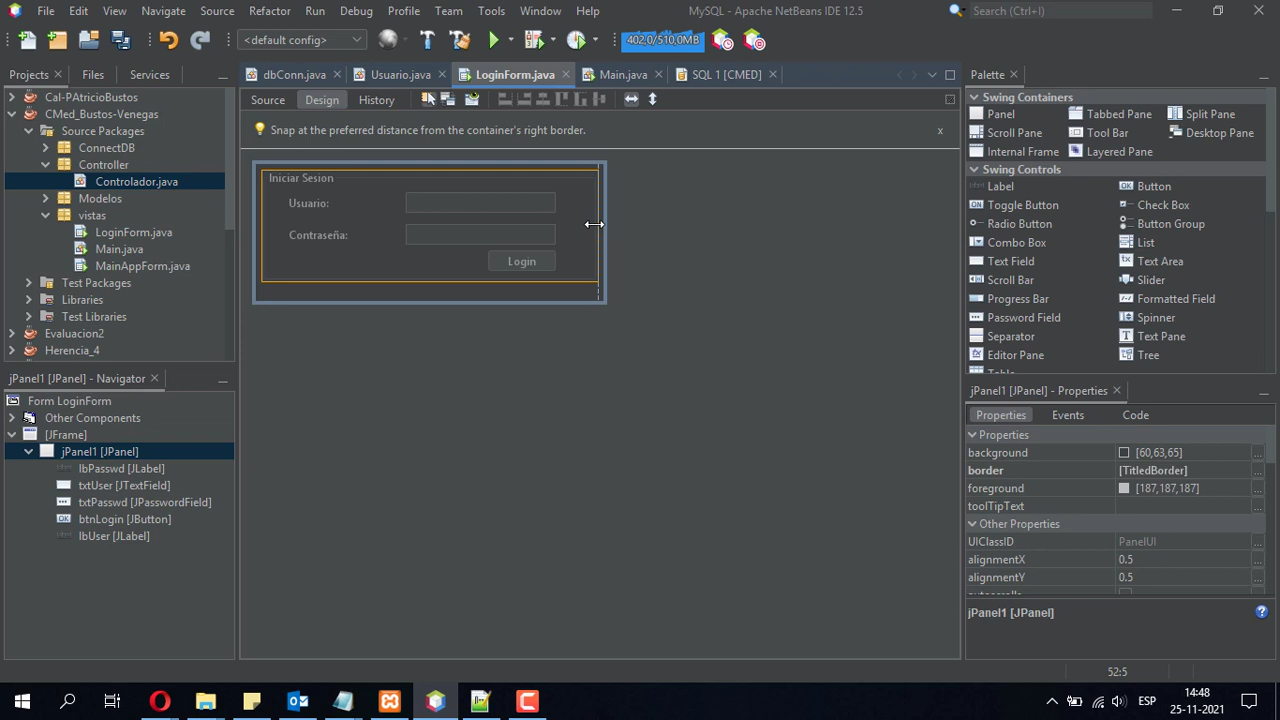 File Edit View Navigate Source Refactor Run Debug Profile Team Tools Window Help
MySQL - Apache NetBeans IDE 12.5
Search (Ctrl+I)
<default config>
402,0/510,0MB
Projects Files Services
dbConn.java Usuario.java LoginForm.java Main.java SQL 1 [CMED]
Palette
Cal-PAtricioBustos
CMed_Bustos-Venegas
Source Packages
ConnectDB
Controller
Controlador.java
Modelos
vistas
LoginForm.java
Main.java
MainAppForm.java
Test Packages
Libraries
Test Libraries
Evaluacion2
Herencia_4
Source Design History
Snap at the preferred distance from the container's right border.
x
Iniciar Sesion
Usuario:
Contraseña:
Login
Swing Containers
Panel Tabbed Pane Split Pane
Scroll Pane Tool Bar Desktop Pane
Internal Frame Layered Pane
Swing Controls
Label Button
Toggle Button Check Box
Radio Button Button Group
Combo Box List
Text Field Text Area
Scroll Bar Slider
Progress Bar Formatted Field
Password Field Spinner
Separator Text Pane
Editor Pane Tree
Table
jPanel1 [JPanel] - Navigator
Form LoginForm
Other Components
[JFrame]
jPanel1 [JPanel]
lbPasswd [JLabel]
txtUser [JTextField]
txtPasswd [JPasswordField]
btnLogin [JButton]
lbUser [JLabel]
jPanel1 [JPanel] - Properties
Properties Events Code
Properties
background [60,63,65] ...
border [TitledBorder] ...
foreground [187,187,187] ...
toolTipText ...
Other Properties
UIClassID PanelUI ...
alignmentX 0.5 ...
alignmentY 0.5 ...
autoscrolls ...
jPanel1 [JPanel]
52:5
ESP
14:48
25-11-2021